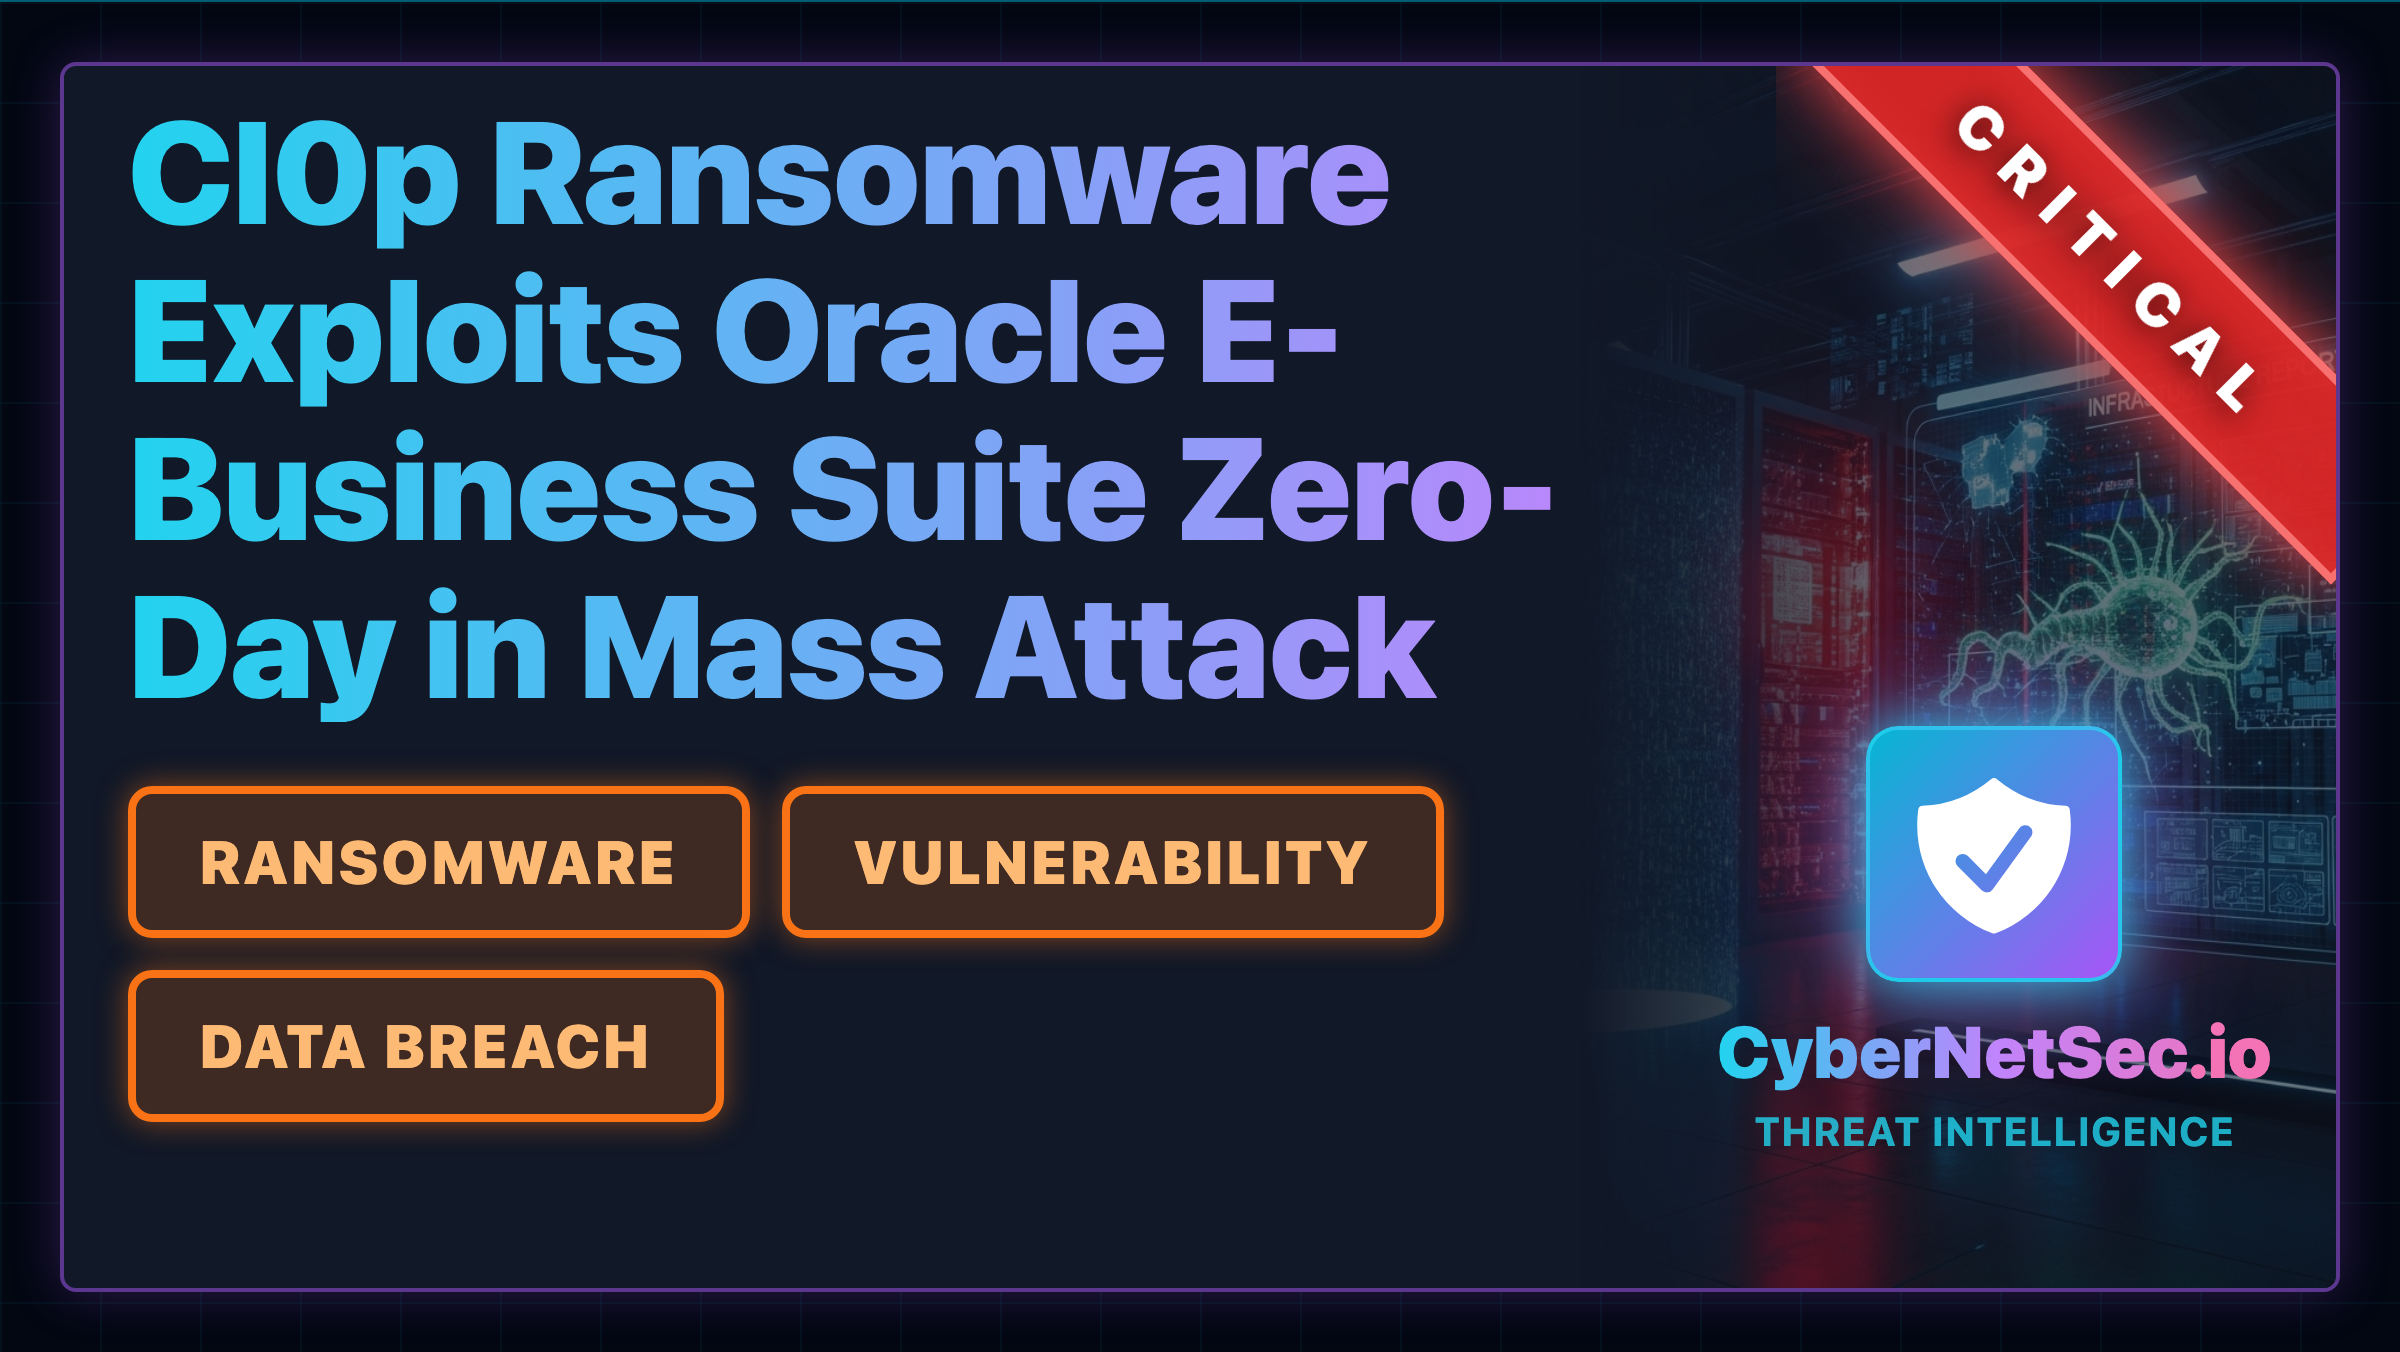 Cl0p Ransomware
Exploits Oracle E-
Business Suite Zero-
Day in Mass Attack
CRITICAL
RANSOMWARE
VULNERABILITY
DATA BREACH
CyberNetSec.io
THREAT INTELLIGENCE